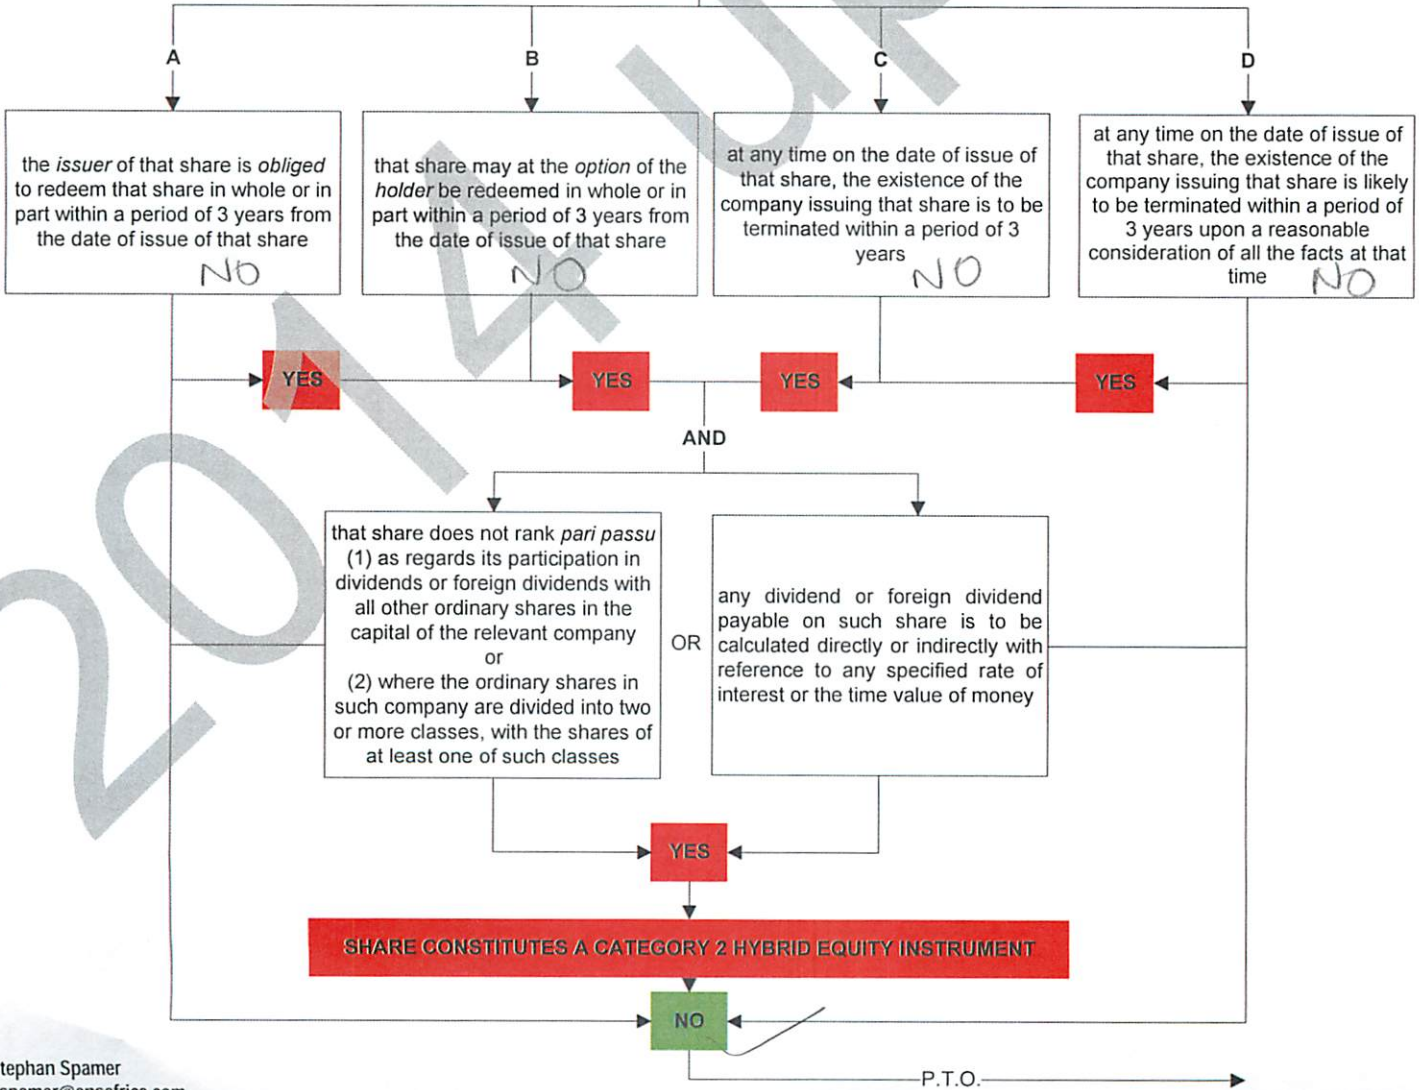 A
B
C
D
the issuer of that share is obliged
to redeem that share in whole or in
part within a period of 3 years from
the date of issue of that share
NO
that share may at the option of the
holder be redeemed in whole or in
part within a period of 3 years from
the date of issue of that share
NO
at any time on the date of issue of
that share, the existence of the
company issuing that share is to be
terminated within a period of 3
years
NO
at any time on the date of issue of
that share, the existence of the
company issuing that share is likely
to be terminated within a period of
3 years upon a reasonable
consideration of all the facts at that
time
NO
YES
YES
YES
YES
AND
that share does not rank pari passu
(1) as regards its participation in
dividends or foreign dividends with
all other ordinary shares in the
capital of the relevant company
or
(2) where the ordinary shares in
such company are divided into two
or more classes, with the shares of
at least one of such classes
OR
any dividend or foreign dividend
payable on such share is to be
calculated directly or indirectly with
reference to any specified rate of
interest or the time value of money
YES
SHARE CONSTITUTES A CATEGORY 2 HYBRID EQUITY INSTRUMENT
NO
P.T.O.
tephan Spamer
2014 up